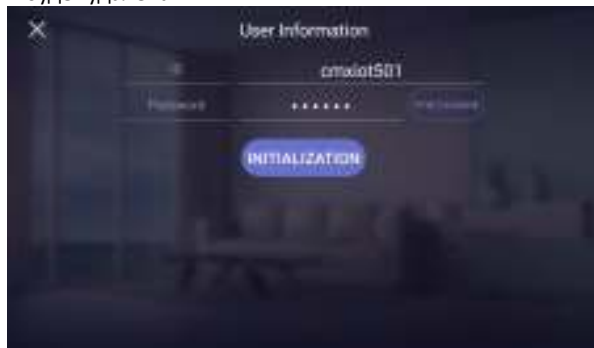 User Information
cmxiot501
Password ••••••
INITIALIZATION